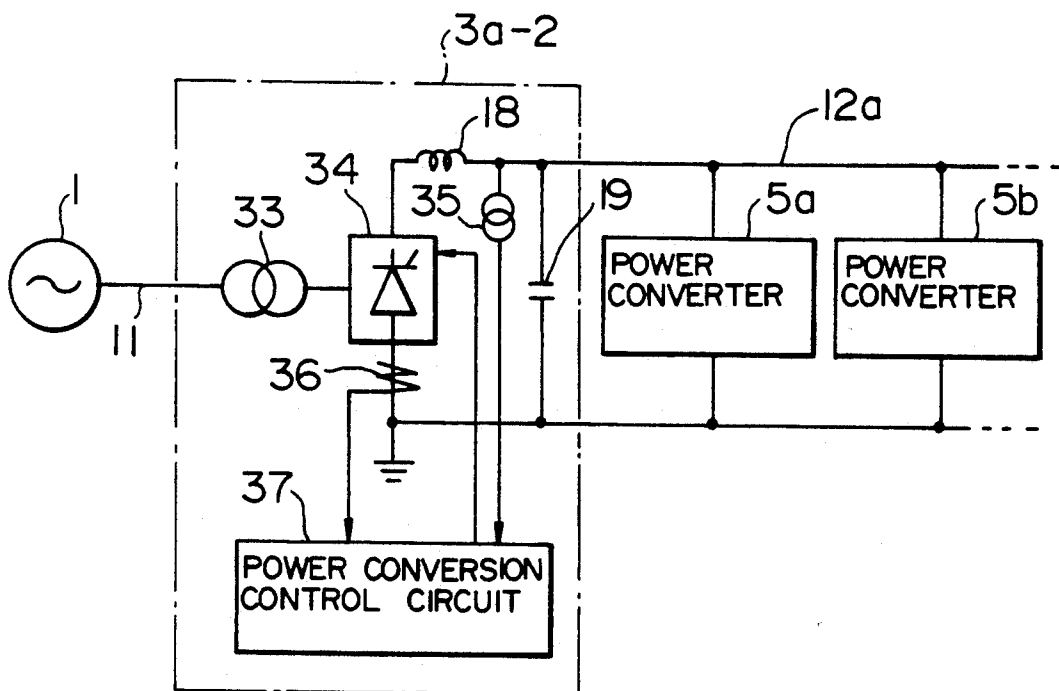 3a-2
18
12a
34
1
33
35
19
5a
5b
POWER
CONVERTER
POWER
CONVERTER
11
36
37
POWER CONVERSION
CONTROL CIRCUIT